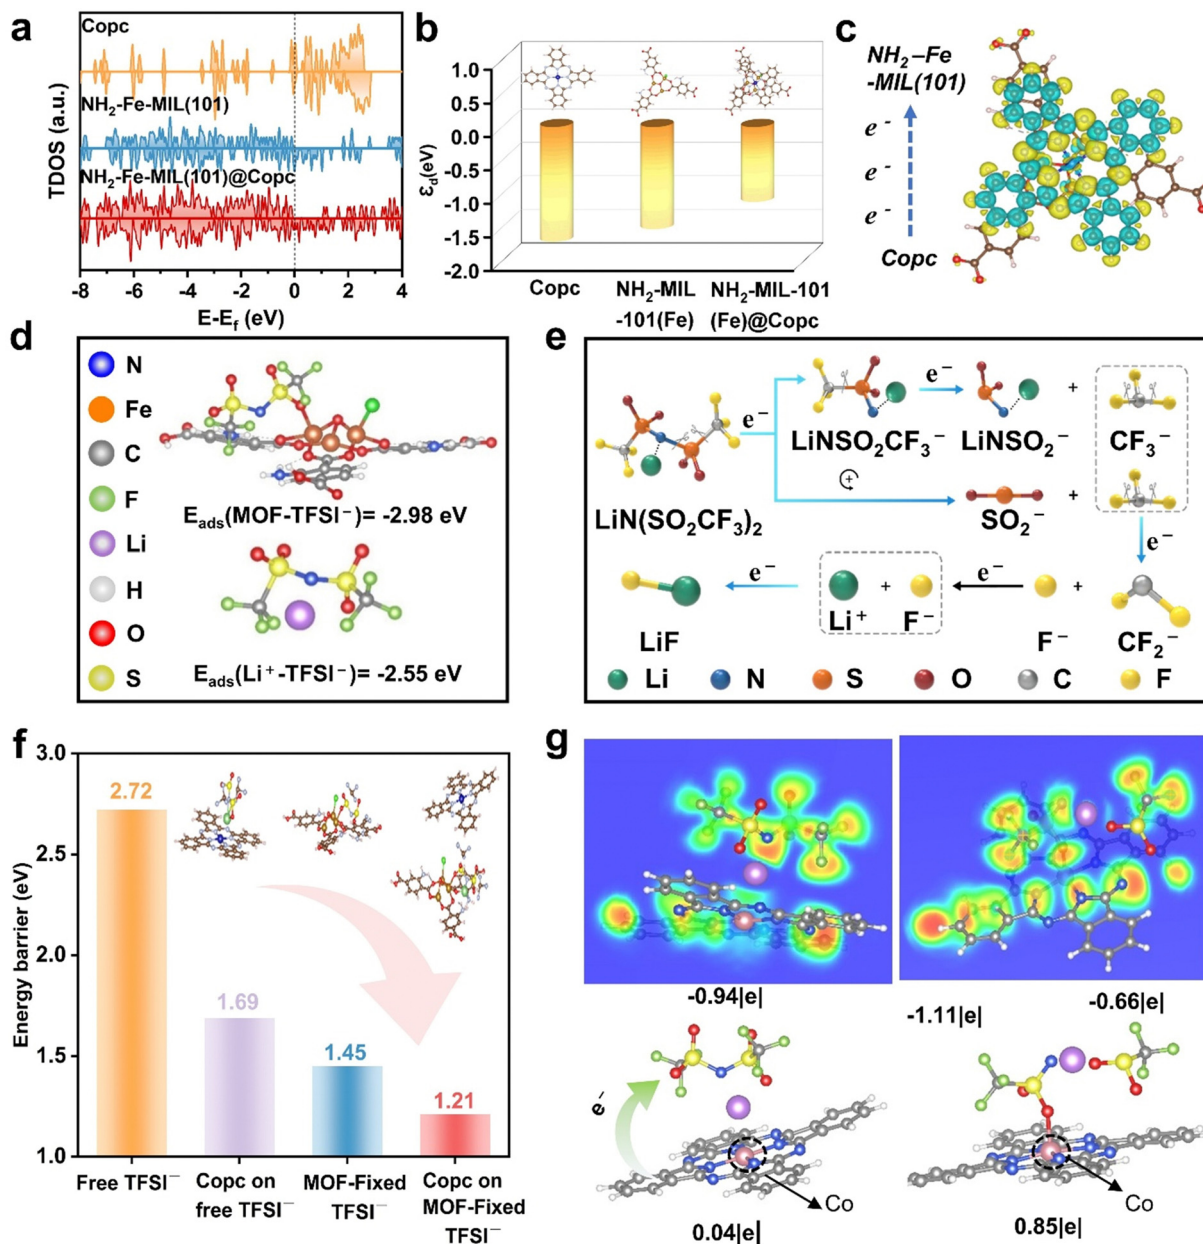 a
Copc
NH₂-Fe-MIL(101)
NH₂-Fe-MIL(101)@Copc
TDOS (a.u.)
-8 -6 -4 -2 0 2 4
E-E_f (eV)
b
1.0
0.5
0.0
-0.5
-1.0
-1.5
-2.0
ε_d(eV)
Copc
NH₂-MIL
-101(Fe)
NH₂-MIL-101
(Fe)@Copc
c
NH₂–Fe
-MIL(101)
e⁻
e⁻
e⁻
Copc
d
N
Fe
C
F
Li
H
O
S
E_ads(MOF-TFSI⁻)= -2.98 eV
E_ads(Li⁺-TFSI⁻)= -2.55 eV
e
LiN(SO₂CF₃)₂
e⁻
LiNSO₂CF₃⁻
e⁻
LiNSO₂⁻
+
CF₃⁻
+
SO₂⁻
+
e⁻
LiF
e⁻
Li⁺
+
F⁻
e⁻
F⁻
+
CF₂⁻
Li N S O C F
f
3.0
2.5
2.0
1.5
1.0
Energy barrier (eV)
2.72
1.69
1.45
1.21
Free TFSI⁻
Copc on
free TFSI⁻
MOF-Fixed
TFSI⁻
Copc on
MOF-Fixed
TFSI⁻
g
-0.94|e|
-1.11|e|
-0.66|e|
e⁻
Co
0.04|e|
Co
0.85|e|